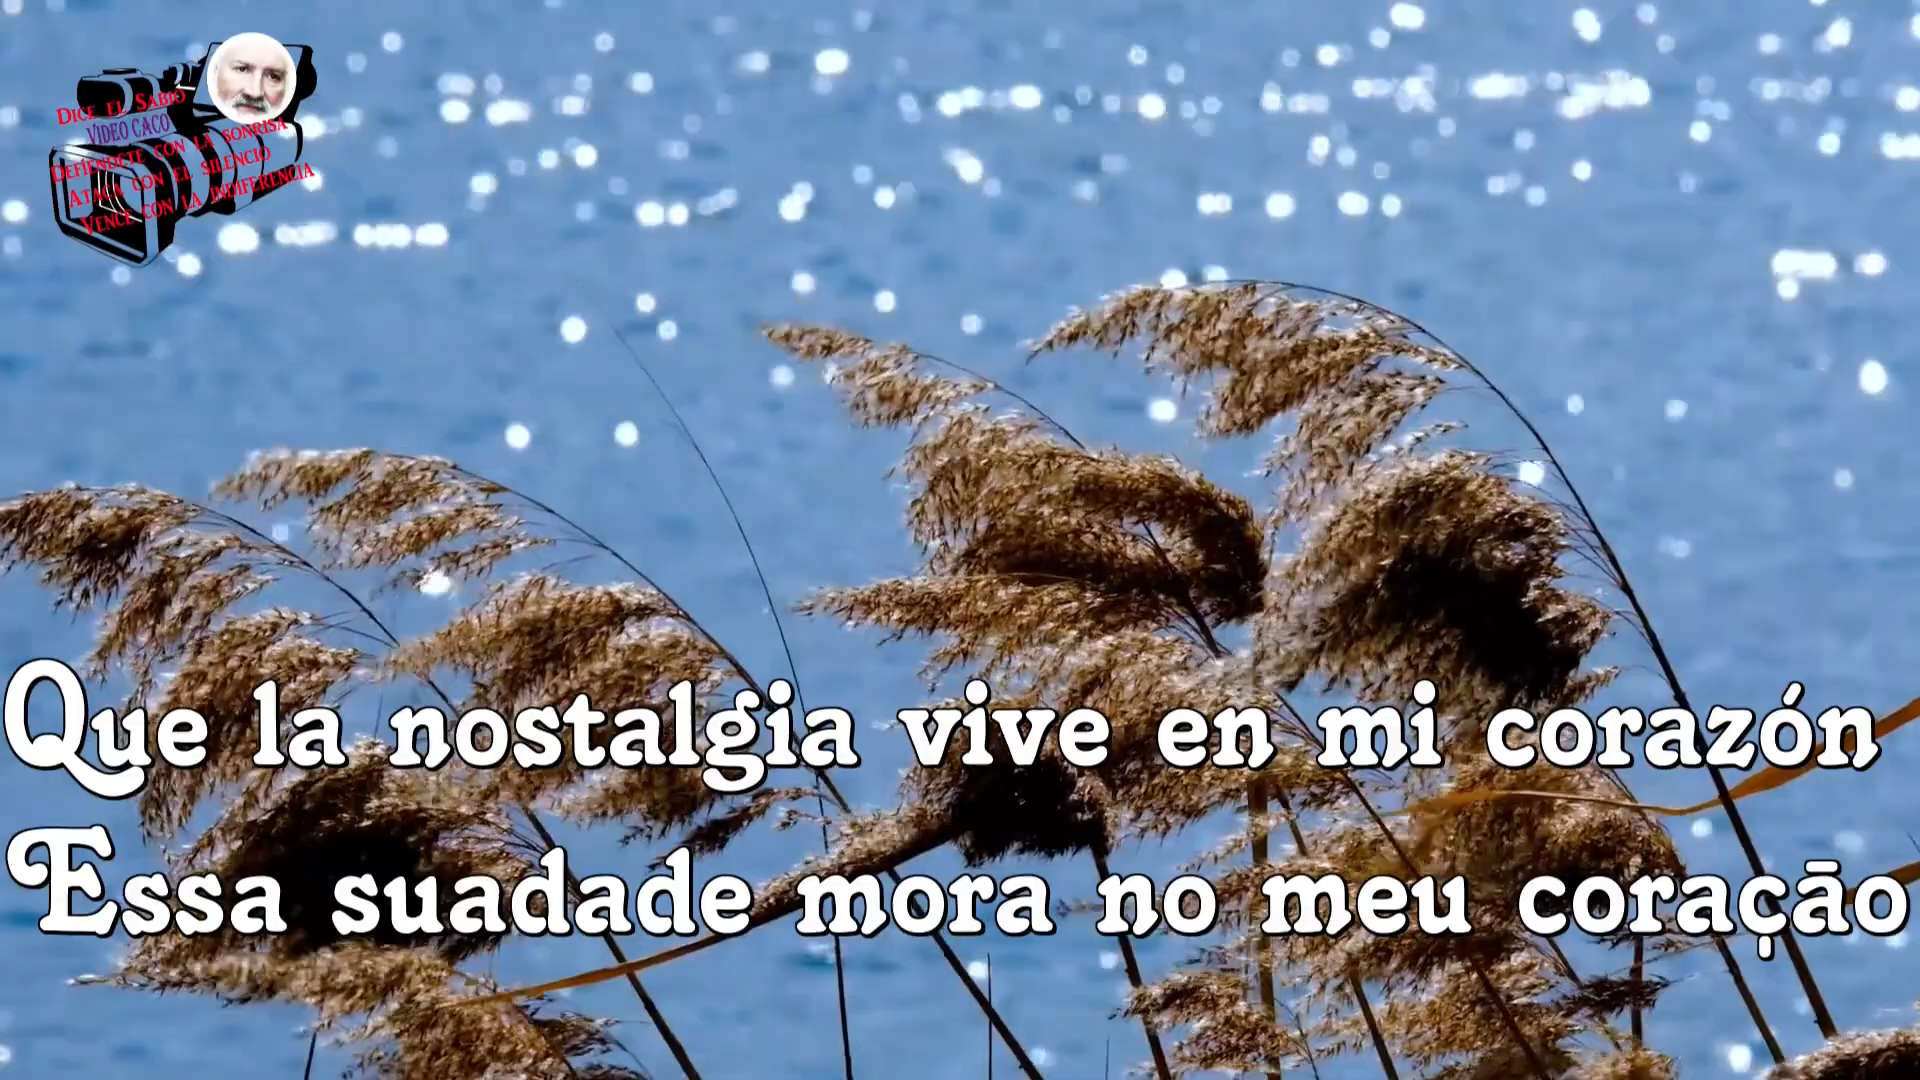 Dice el Sabio
VIDEO CACO
Defiendete con la sonrisa
Ataca con el silencio
Vence con la indiferencia
Que la nostalgia vive en mi corazón
Essa suadade mora no meu coração